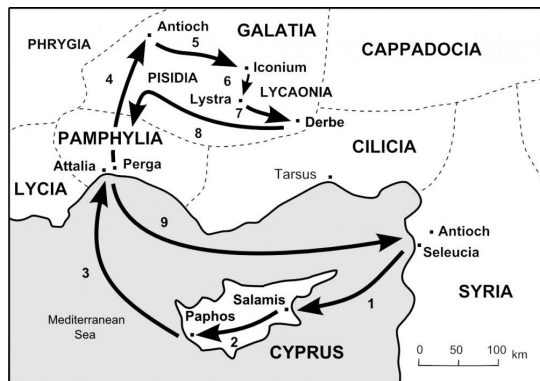 Antioch
GALATIA
PHRYGIA
5
Iconium
CAPPADOCIA
4
PISIDIA
6
LYCAONIA
Lystra
7
8
Derbe
PAMPHYLIA
CILICIA
Attalia
Perga
Tarsus
LYCIA
9
Antioch
Seleucia
3
1
Salamis
SYRIA
Paphos
2
Mediterranean
Sea
CYPRUS
0
50
100
km